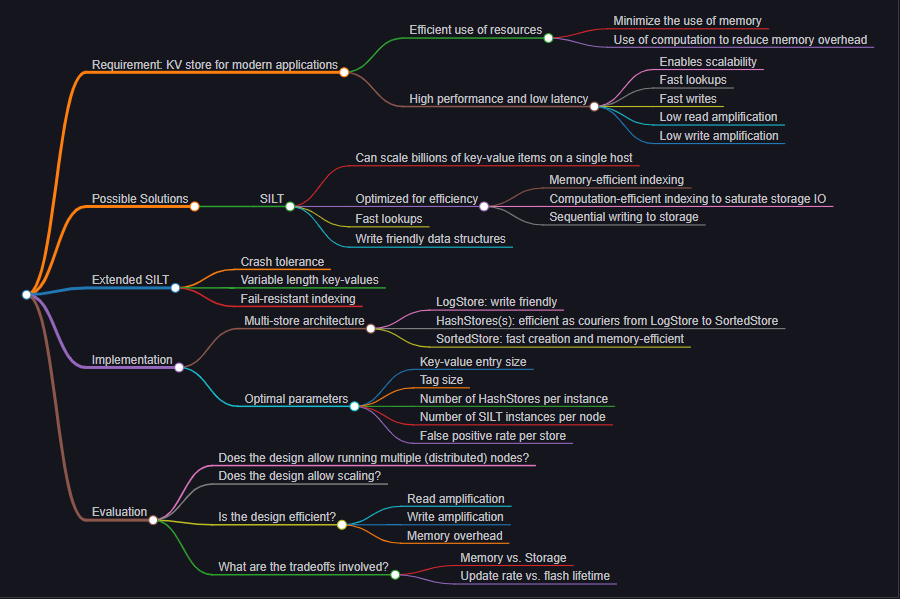 Requirement: KV store for modern applications
Efficient use of resources
Minimize the use of memory
Use of computation to reduce memory overhead
High performance and low latency
Enables scalability
Fast lookups
Fast writes
Low read amplification
Low write amplification
Possible Solutions
SILT
Can scale billions of key-value items on a single host
Optimized for efficiency
Memory-efficient indexing
Computation-efficient indexing to saturate storage IO
Sequential writing to storage
Fast lookups
Write friendly data structures
Extended SILT
Crash tolerance
Variable length key-values
Fail-resistant indexing
Implementation
Multi-store architecture
LogStore: write friendly
HashStores(s): efficient as couriers from LogStore to SortedStore
SortedStore: fast creation and memory-efficient
Optimal parameters
Key-value entry size
Tag size
Number of HashStores per instance
Number of SILT instances per node
False positive rate per store
Evaluation
Does the design allow running multiple (distributed) nodes?
Does the design allow scaling?
Is the design efficient?
Read amplification
Write amplification
Memory overhead
What are the tradeoffs involved?
Memory vs. Storage
Update rate vs. flash lifetime